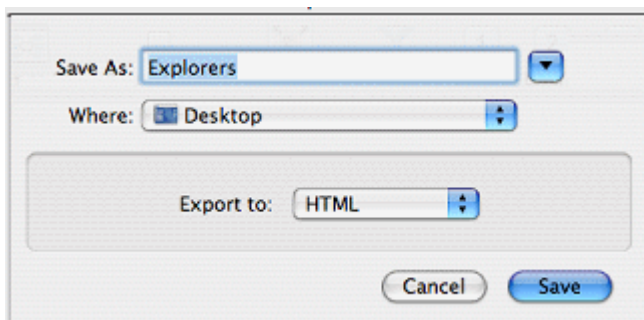 Save As: Explorers
Where: Desktop
Export to: HTML
Cancel Save